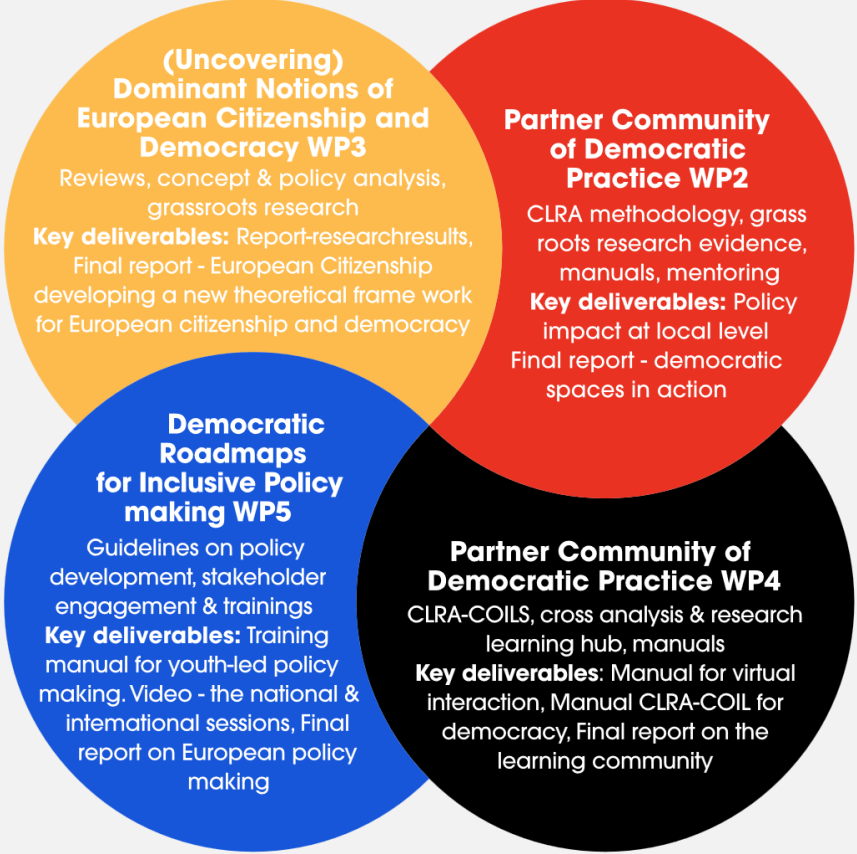 (Uncovering)
Dominant Notions of
European Citizenship and
Democracy WP3
Reviews, concept & policy analysis,
grassroots research
Key deliverables: Report-researchresults,
Final report - European Citizenship
developing a new theoretical frame work
for European citizenship and democracy
Partner Community
of Democratic
Practice WP2
CLRA methodology, grass
roots research evidence,
manuals, mentoring
Key deliverables: Policy
impact at local level
Final report - democratic
spaces in action
Democratic
Roadmaps
for Inclusive Policy
making WP5
Guidelines on policy
development, stakeholder
engagement & trainings
Key deliverables: Training
manual for youth-led policy
making. Video - the national &
international sessions, Final
report on European policy
making
Partner Community of
Democratic Practice WP4
CLRA-COILS, cross analysis & research
learning hub, manuals
Key deliverables: Manual for virtual
interaction, Manual CLRA-COIL for
democracy, Final report on the
learning community